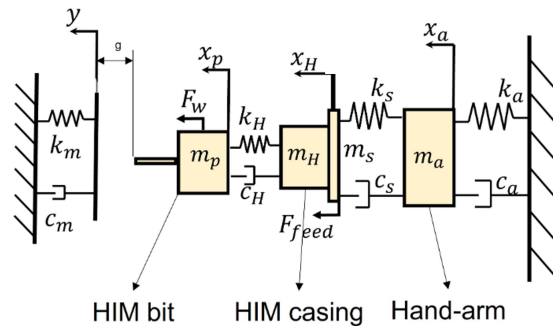 y
g
x_p
x_H
x_a
F_w
k_H
k_s
k_a
k_m
m_p
m_H
m_s
m_a
c_m
c_H
c_s
c_a
F_feed
HIM bit
HIM casing
Hand-arm